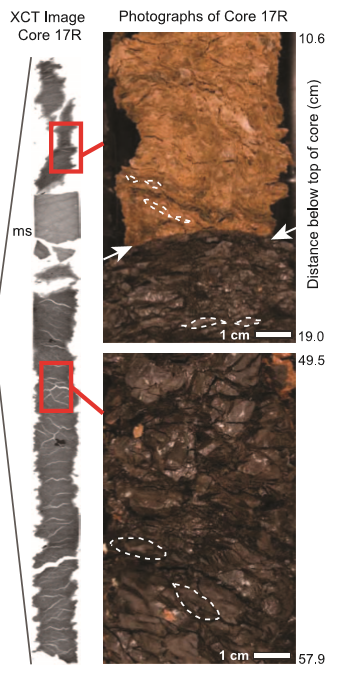 XCT Image
Core 17R
Photographs of Core 17R
10.6
Distance below top of core (cm)
ms
1 cm
19.0
49.5
1 cm
57.9